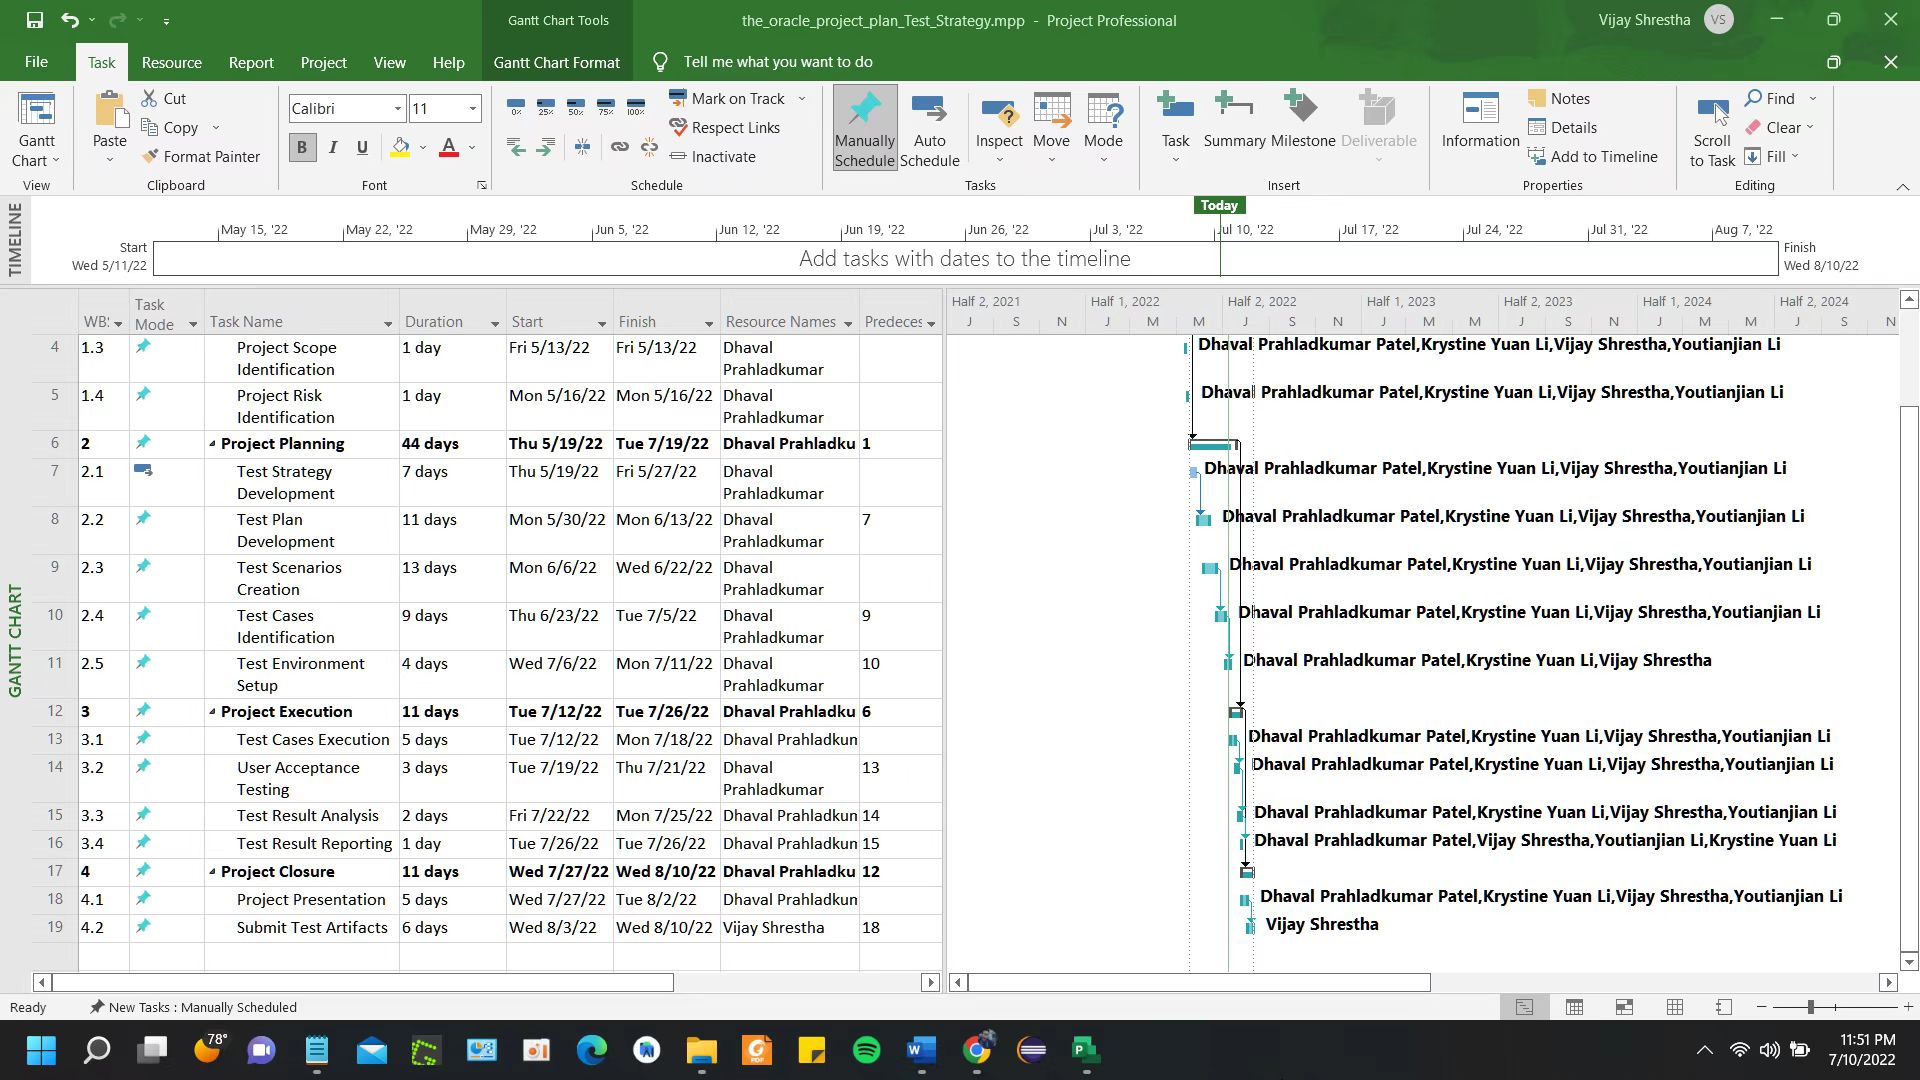 Gantt Chart Tools
the_oracle_project_plan_Test_Strategy.mpp - Project Professional
Vijay Shrestha VS
File Task Resource Report Project View Help Gantt Chart Format Tell me what you want to do
Gantt Chart
View
Paste
Cut
Copy
Format Painter
Clipboard
Calibri 11
B I U A
Font
0% 25% 50% 75% 100%
Mark on Track
Respect Links
Inactivate
Schedule
Manually Schedule
Auto Schedule
Inspect
Move
Mode
Tasks
Task
Summary
Milestone
Deliverable
Insert
Information
Notes
Details
Add to Timeline
Properties
Scroll to Task
Find
Clear
Fill
Editing
TIMELINE
Today
May 15, '22 May 22, '22 May 29, '22 Jun 5, '22 Jun 12, '22 Jun 19, '22 Jun 26, '22 Jul 3, '22 Jul 10, '22 Jul 17, '22 Jul 24, '22 Jul 31, '22 Aug 7, '22
Start
Wed 5/11/22
Add tasks with dates to the timeline
Finish
Wed 8/10/22
GANTT CHART
WBS Task Mode Task Name Duration Start Finish Resource Names Predeces
Half 2, 2021 Half 1, 2022 Half 2, 2022 Half 1, 2023 Half 2, 2023 Half 1, 2024 Half 2, 2024
J S N J M M J S N J M M J S N J M M J S N
4 1.3 Project Scope Identification 1 day Fri 5/13/22 Fri 5/13/22 Dhaval Prahladkumar
Dhaval Prahladkumar Patel,Krystine Yuan Li,Vijay Shrestha,Youtianjian Li
5 1.4 Project Risk Identification 1 day Mon 5/16/22 Mon 5/16/22 Dhaval Prahladkumar
Dhaval Prahladkumar Patel,Krystine Yuan Li,Vijay Shrestha,Youtianjian Li
6 2 Project Planning 44 days Thu 5/19/22 Tue 7/19/22 Dhaval Prahladku 1
7 2.1 Test Strategy Development 7 days Thu 5/19/22 Fri 5/27/22 Dhaval Prahladkumar
Dhaval Prahladkumar Patel,Krystine Yuan Li,Vijay Shrestha,Youtianjian Li
8 2.2 Test Plan Development 11 days Mon 5/30/22 Mon 6/13/22 Dhaval Prahladkumar 7
Dhaval Prahladkumar Patel,Krystine Yuan Li,Vijay Shrestha,Youtianjian Li
9 2.3 Test Scenarios Creation 13 days Mon 6/6/22 Wed 6/22/22 Dhaval Prahladkumar
Dhaval Prahladkumar Patel,Krystine Yuan Li,Vijay Shrestha,Youtianjian Li
10 2.4 Test Cases Identification 9 days Thu 6/23/22 Tue 7/5/22 Dhaval Prahladkumar 9
Dhaval Prahladkumar Patel,Krystine Yuan Li,Vijay Shrestha,Youtianjian Li
11 2.5 Test Environment Setup 4 days Wed 7/6/22 Mon 7/11/22 Dhaval Prahladkumar 10
Dhaval Prahladkumar Patel,Krystine Yuan Li,Vijay Shrestha
12 3 Project Execution 11 days Tue 7/12/22 Tue 7/26/22 Dhaval Prahladku 6
13 3.1 Test Cases Execution 5 days Tue 7/12/22 Mon 7/18/22 Dhaval Prahladkun
Dhaval Prahladkumar Patel,Krystine Yuan Li,Vijay Shrestha,Youtianjian Li
14 3.2 User Acceptance Testing 3 days Tue 7/19/22 Thu 7/21/22 Dhaval Prahladkumar 13
Dhaval Prahladkumar Patel,Krystine Yuan Li,Vijay Shrestha,Youtianjian Li
15 3.3 Test Result Analysis 2 days Fri 7/22/22 Mon 7/25/22 Dhaval Prahladkun 14
Dhaval Prahladkumar Patel,Krystine Yuan Li,Vijay Shrestha,Youtianjian Li
16 3.4 Test Result Reporting 1 day Tue 7/26/22 Tue 7/26/22 Dhaval Prahladkun 15
Dhaval Prahladkumar Patel,Vijay Shrestha,Youtianjian Li,Krystine Yuan Li
17 4 Project Closure 11 days Wed 7/27/22 Wed 8/10/22 Dhaval Prahladku 12
18 4.1 Project Presentation 5 days Wed 7/27/22 Tue 8/2/22 Dhaval Prahladkun
Dhaval Prahladkumar Patel,Krystine Yuan Li,Vijay Shrestha,Youtianjian Li
19 4.2 Submit Test Artifacts 6 days Wed 8/3/22 Wed 8/10/22 Vijay Shrestha 18
Vijay Shrestha
Ready New Tasks : Manually Scheduled
78°
11:51 PM
7/10/2022